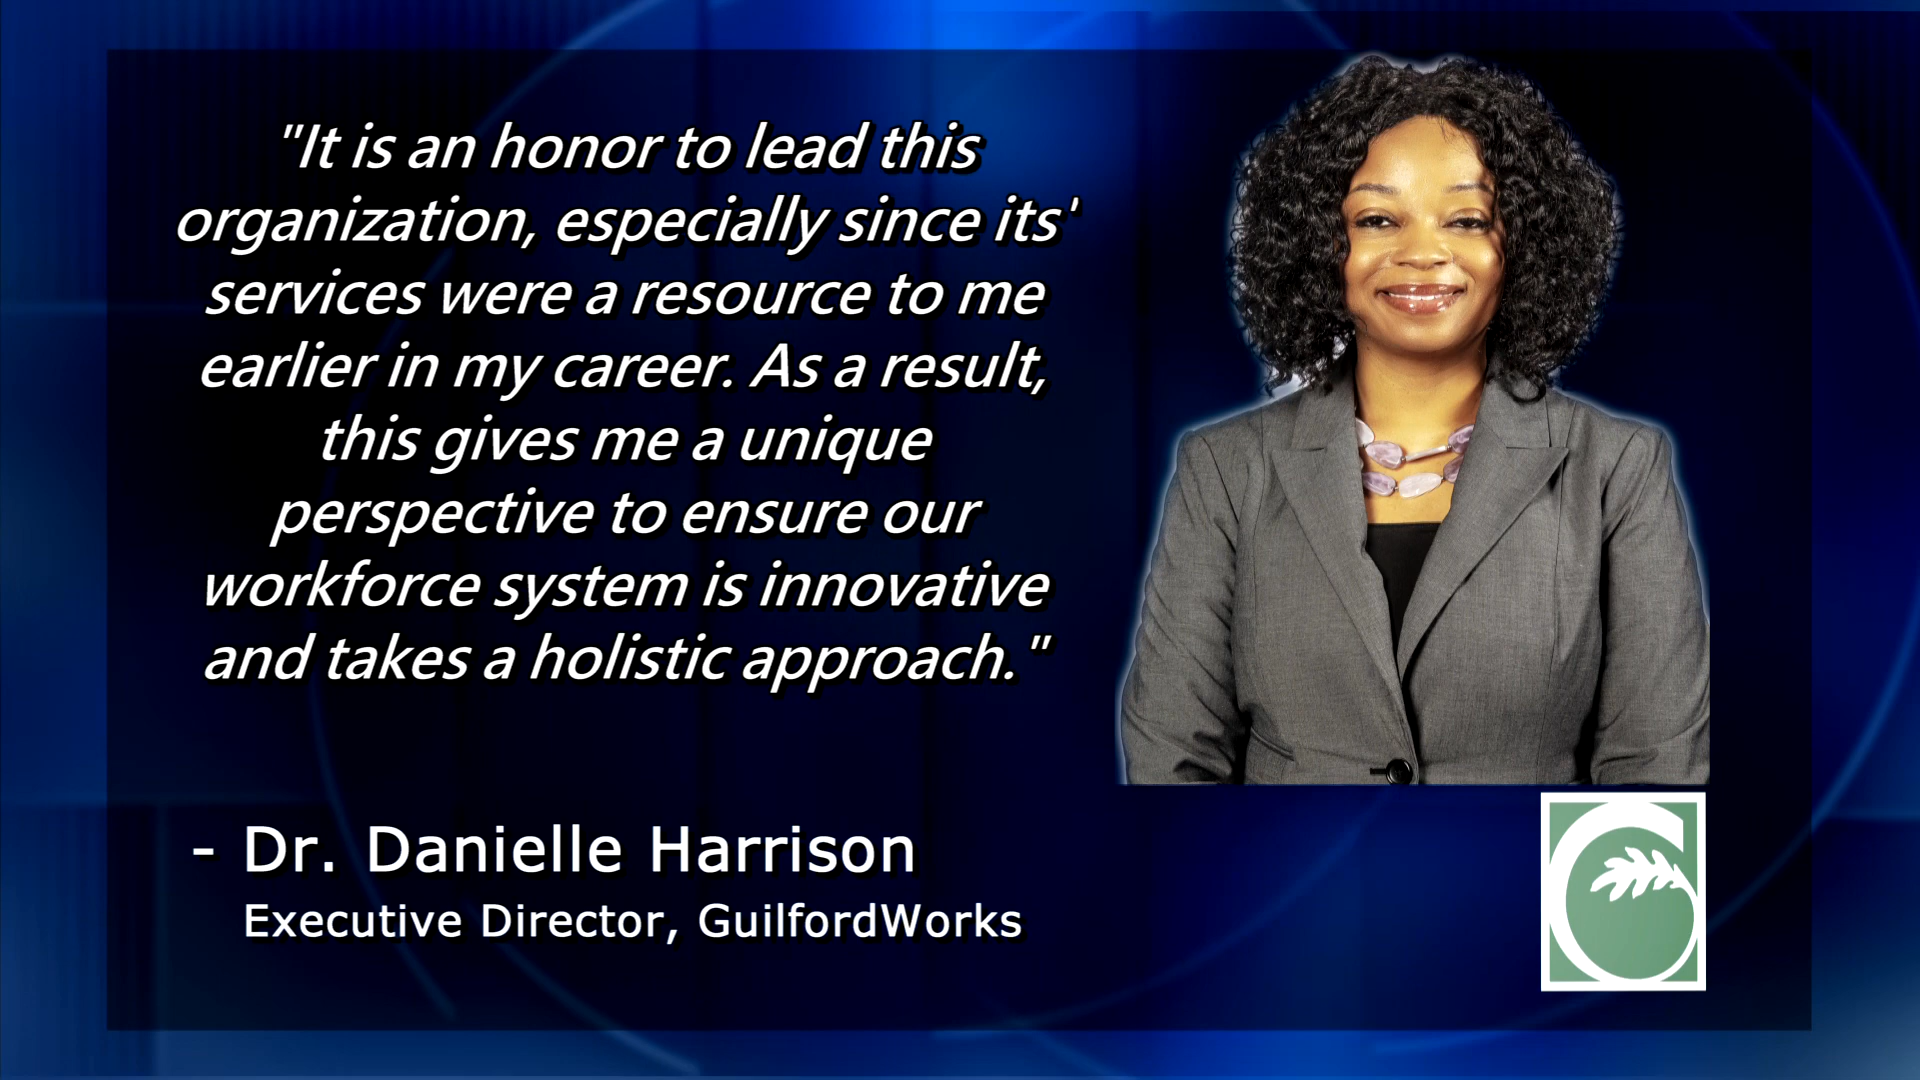 "It is an honor to lead this
organization, especially since its'
services were a resource to me
earlier in my career. As a result,
this gives me a unique
perspective to ensure our
workforce system is innovative
and takes a holistic approach."
- Dr. Danielle Harrison
Executive Director, GuilfordWorks